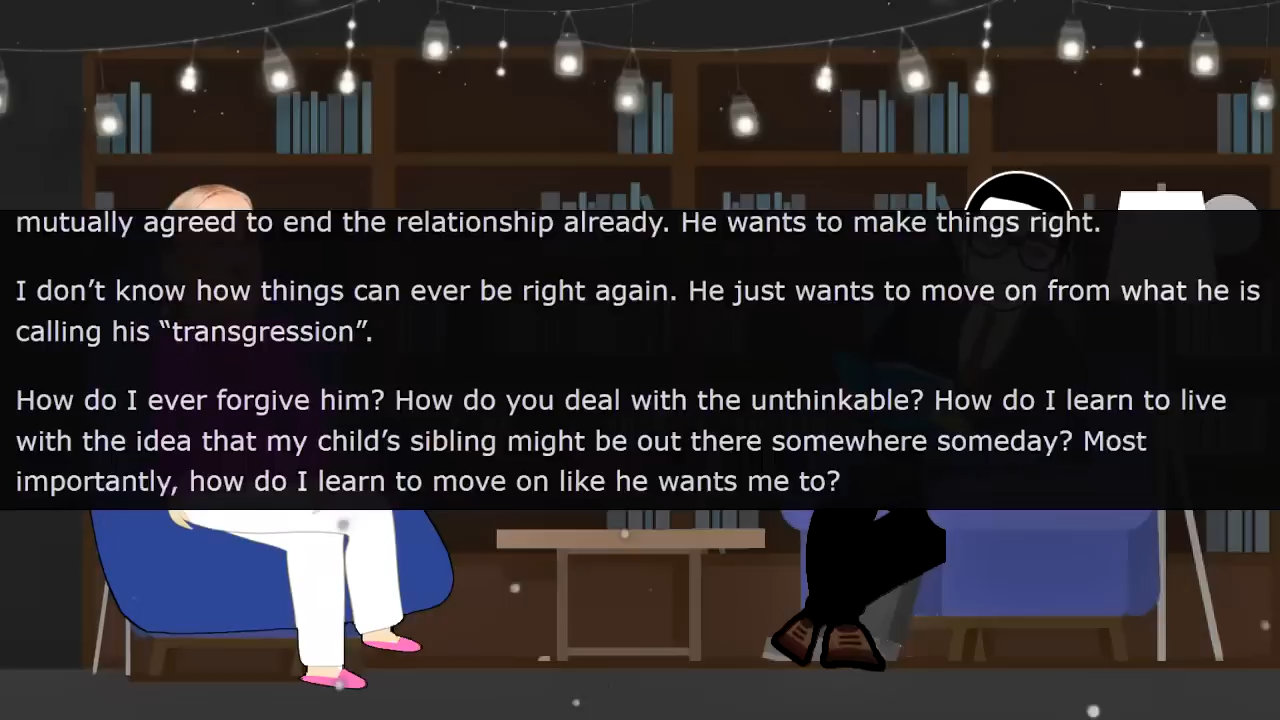 mutually agreed to end the relationship already. He wants to make things right.
I don’t know how things can ever be right again. He just wants to move on from what he is
calling his “transgression”.
How do I ever forgive him? How do you deal with the unthinkable? How do I learn to live
with the idea that my child’s sibling might be out there somewhere someday? Most
importantly, how do I learn to move on like he wants me to?